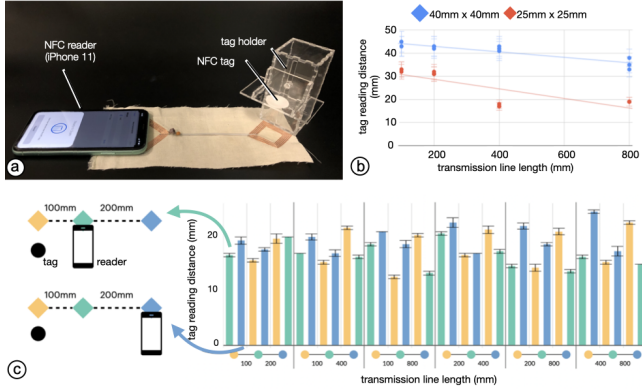 NFC reader
(iPhone 11)
tag holder
NFC tag
a
40mm x 40mm
25mm x 25mm
tag reading distance
(mm)
50
40
30
20
10
0
200
400
600
800
transmission line length (mm)
b
100mm
200mm
tag
reader
100mm
200mm
tag reading distance (mm)
20
10
0
100 200
100 400
100 800
200 400
200 800
400 800
transmission line length (mm)
c